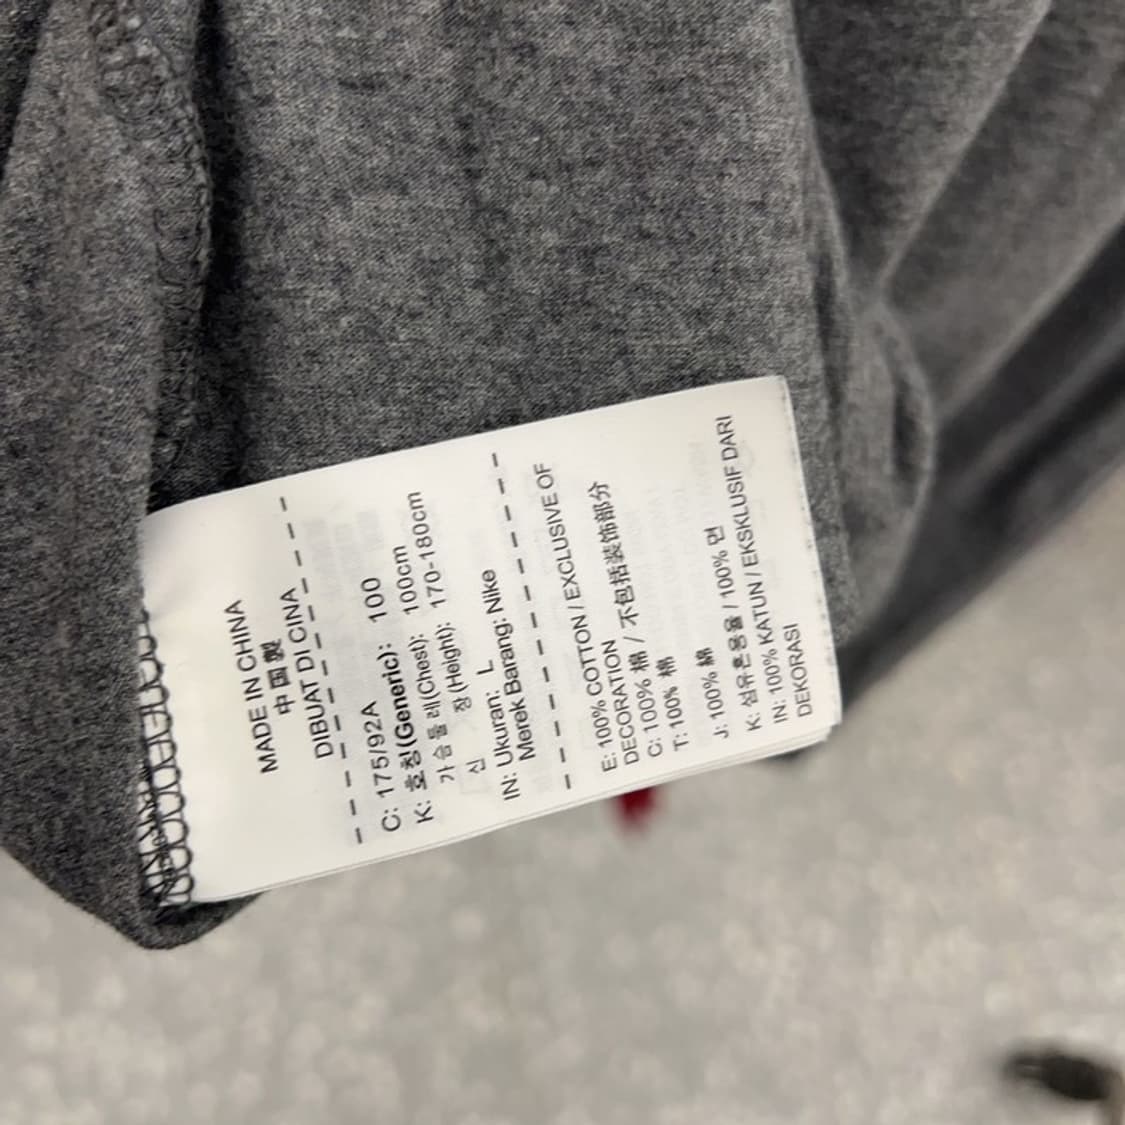 MADE IN CHINA
中国製
DIBUAT DI CINA
C: 175/92A
K: 호칭(Generic): 100
가슴둘레(Chest): 100cm
신장(Height): 170-180cm
IN: Ukuran: L
Merek Barang: Nike
E: 100% COTTON / EXCLUSIVE OF
DECORATION
C: 100% 棉 / 不包括装饰部分
T: 100% 棉
J: 100% 綿
K: 섬유혼용율 / 100% 면
IN: 100% KATUN / EKSKLUSIF DARI
DEKORASI